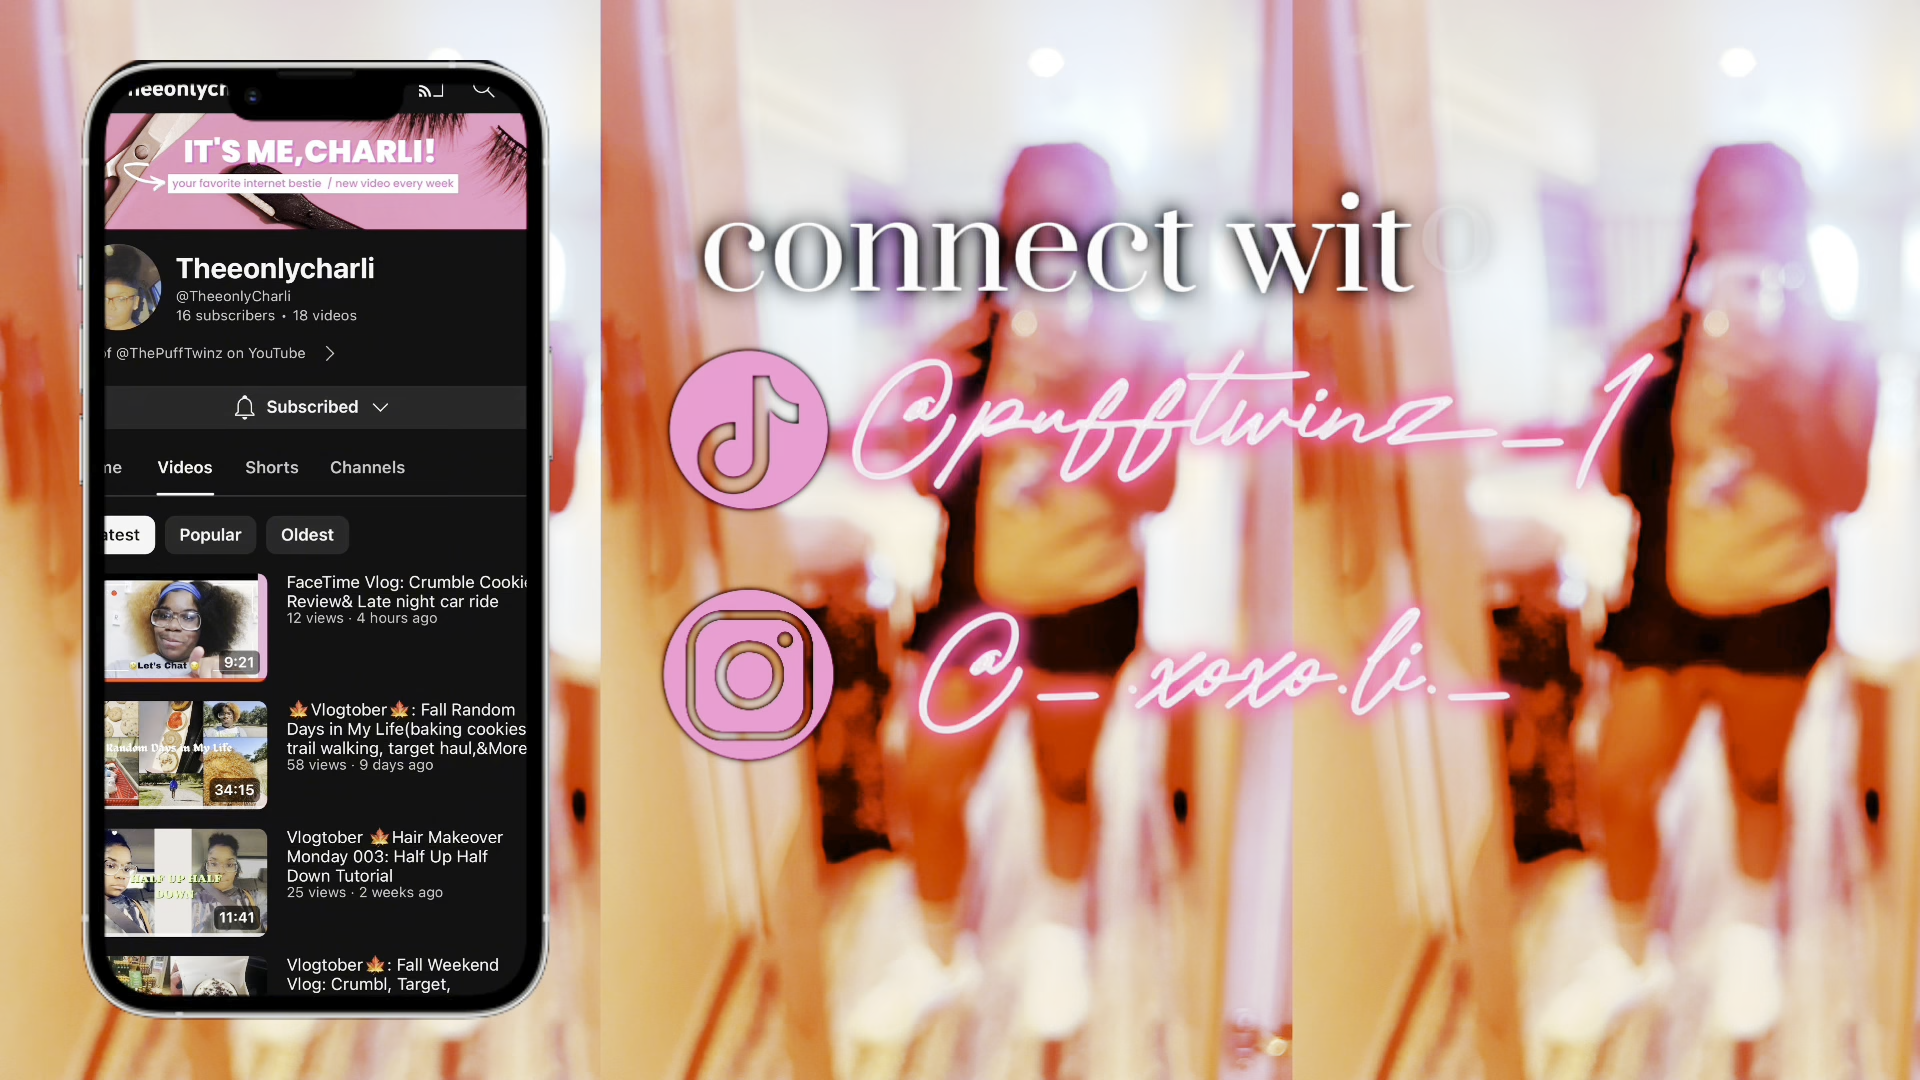 IT'S ME,CHARLI!
your favorite internet bestie / new video every week
Theeonlycharli
@TheeonlyCharli
16 subscribers • 18 videos
@ThePuffTwinz on YouTube
Subscribed
Videos Shorts Channels
Popular Oldest
FaceTime Vlog: Crumble
Review& Late night car ride
12 views · 4 hours ago
Let's Chat
9:21
🍁Vlogtober🍁: Fall Random
Days in My Life(baking cookies
trail walking, target haul,&More
58 views · 9 days ago
Random Days in My Life
34:15
Vlogtober 🍁Hair Makeover
Monday 003: Half Up Half
Down Tutorial
25 views · 2 weeks ago
HALF UP HALF
DOWN
11:41
Vlogtober🍁: Fall Weekend
Vlog: Crumbl, Target,
connect wit
@pufftwinz_1
@_.xoxo.li._